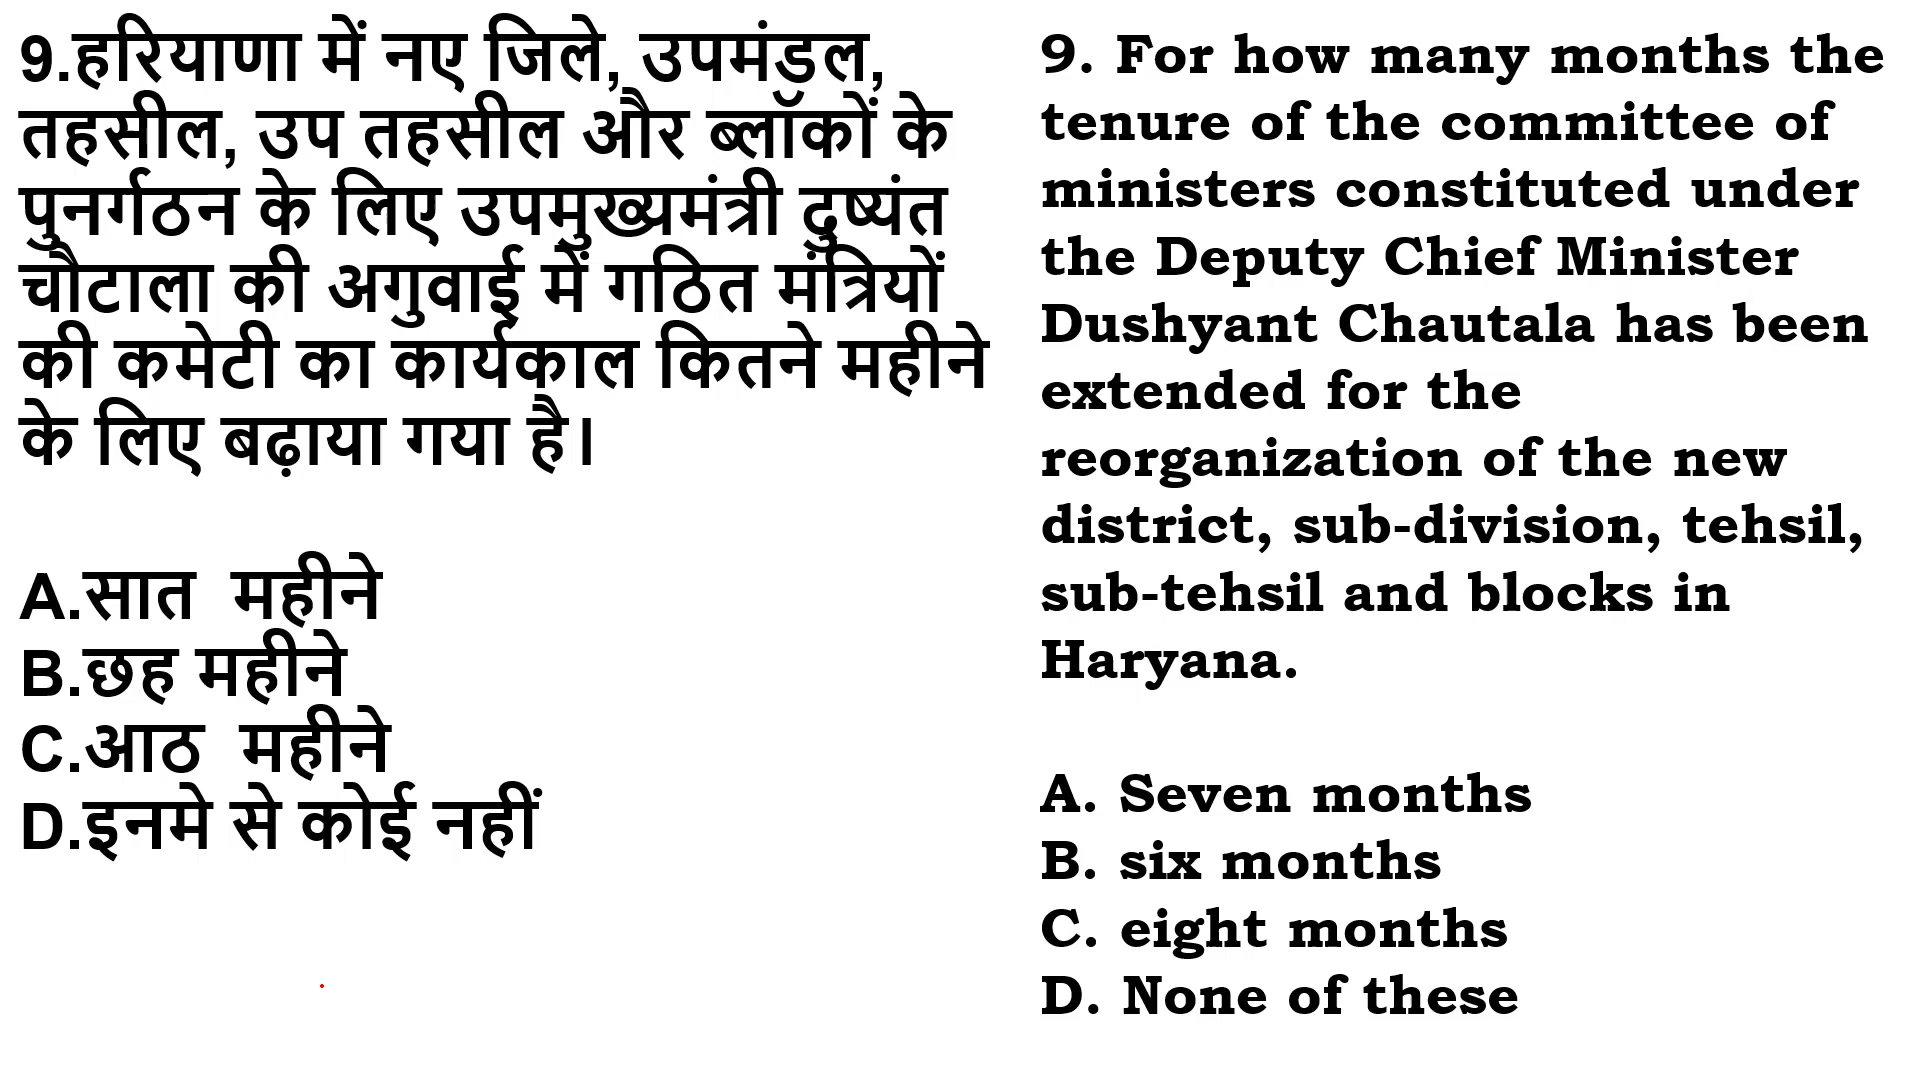 9.हरियाणा में नए जिले, उपमंडल,
तहसील, उप तहसील और ब्लॉकों के
पुनर्गठन के लिए उपमुख्यमंत्री दुष्यंत
चौटाला की अगुवाई में गठित मंत्रियों
की कमेटी का कार्यकाल कितने महीने
के लिए बढ़ाया गया है।
A.सात महीने
B.छह महीने
C.आठ महीने
D.इनमे से कोई नहीं
9. For how many months the
tenure of the committee of
ministers constituted under
the Deputy Chief Minister
Dushyant Chautala has been
extended for the
reorganization of the new
district, sub-division, tehsil,
sub-tehsil and blocks in
Haryana.
A. Seven months
B. six months
C. eight months
D. None of these